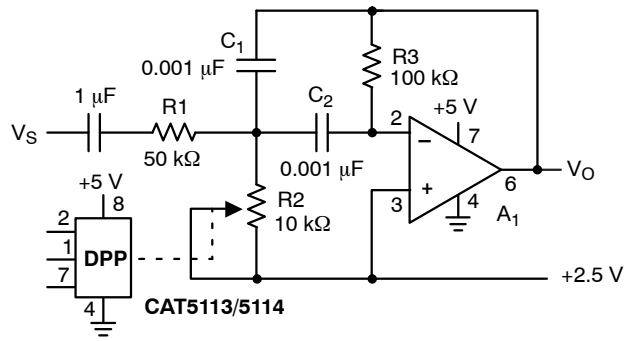 C1
0.001 μF
R3
100 kΩ
1 μF
R1
C2
+5 V
VS
2
7
–
50 kΩ
0.001 μF
6
VO
+5 V
8
R2
10 kΩ
+
3
4
A1
2
1
DPP
7
+2.5 V
4
CAT5113/5114